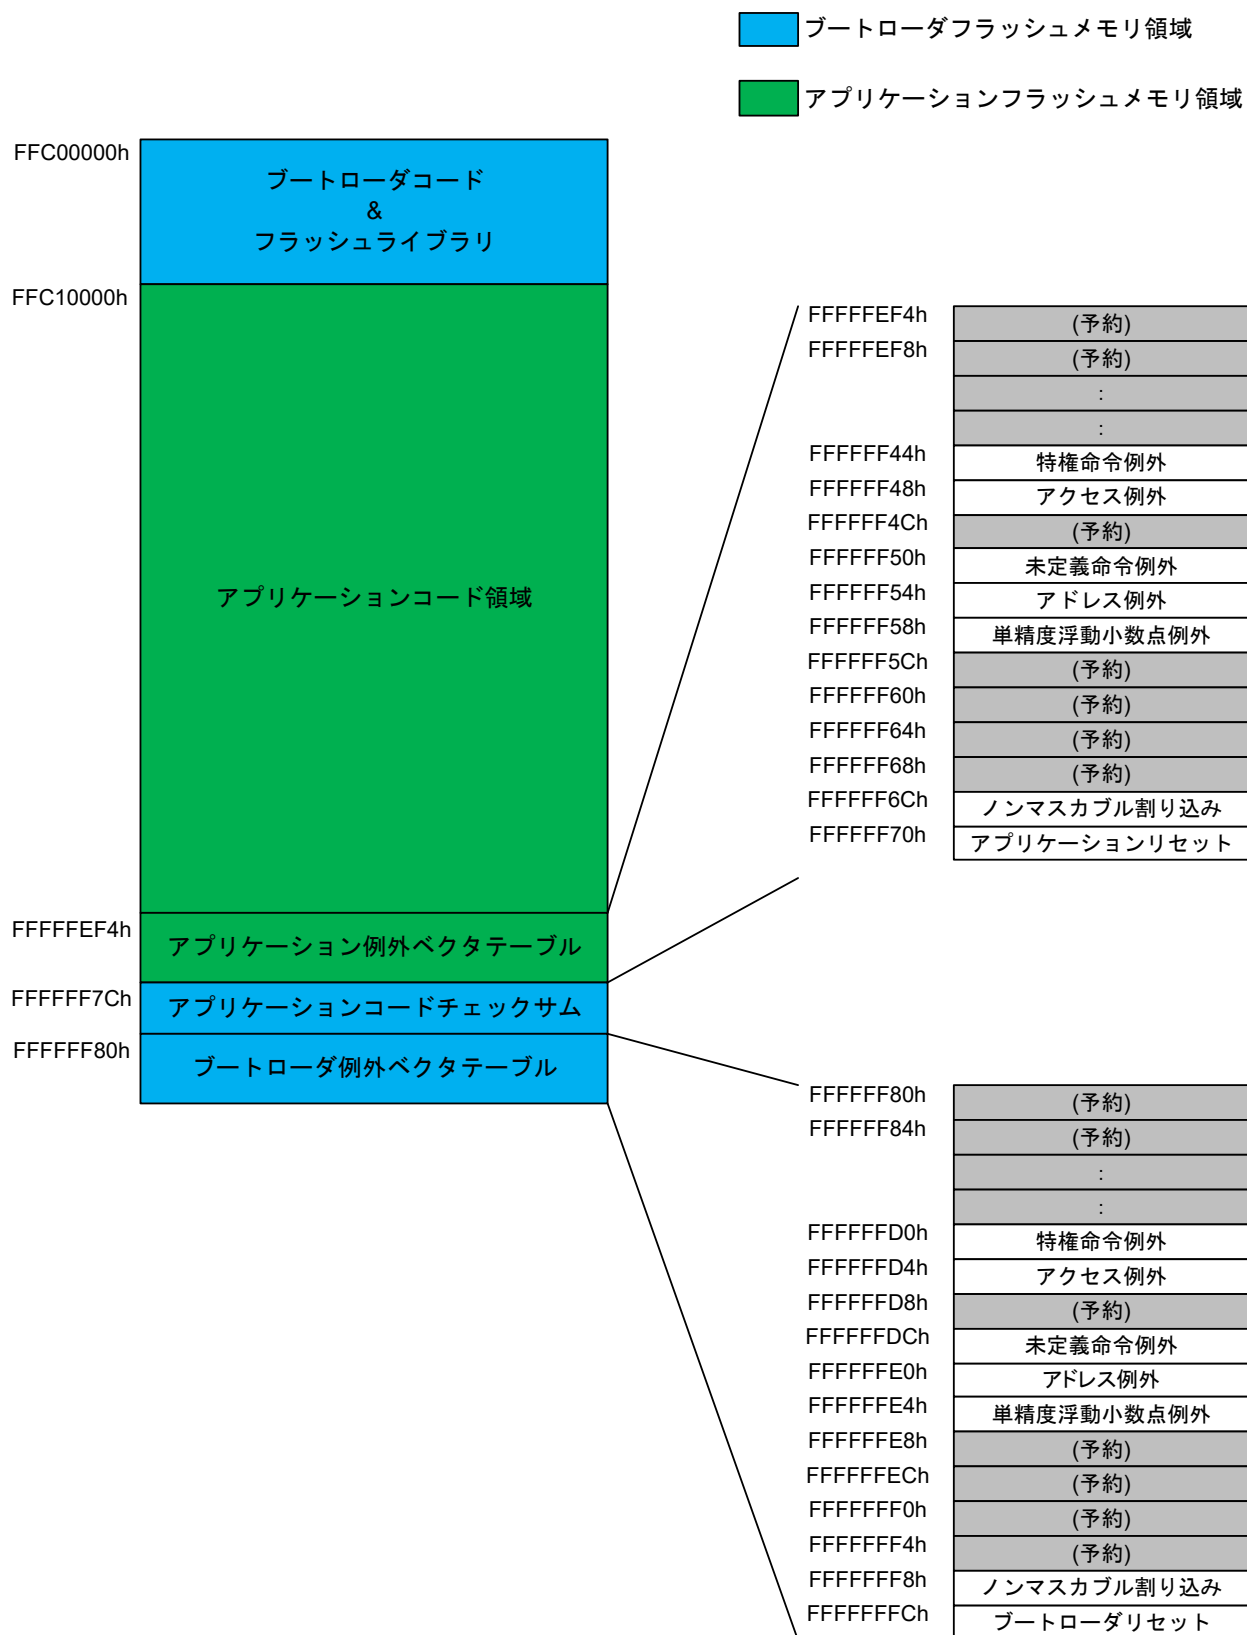 ブートローダフラッシュメモリ領域
アプリケーションフラッシュメモリ領域
FFC00000h
ブートローダコード
&
フラッシュライブラリ
FFC10000h
アプリケーションコード領域
FFFFFEF4h
アプリケーション例外ベクタテーブル
FFFFFF7Ch
アプリケーションコードチェックサム
FFFFFF80h
ブートローダ例外ベクタテーブル
FFFFFEF4h (予約)
FFFFFEF8h (予約)
:
:
FFFFFF44h 特権命令例外
FFFFFF48h アクセス例外
FFFFFF4Ch (予約)
FFFFFF50h 未定義命令例外
FFFFFF54h アドレス例外
FFFFFF58h 単精度浮動小数点例外
FFFFFF5Ch (予約)
FFFFFF60h (予約)
FFFFFF64h (予約)
FFFFFF68h (予約)
FFFFFF6Ch ノンマスカブル割り込み
FFFFFF70h アプリケーションリセット
FFFFFF80h (予約)
FFFFFF84h (予約)
:
:
FFFFFFD0h 特権命令例外
FFFFFFD4h アクセス例外
FFFFFFD8h (予約)
FFFFFFDCh 未定義命令例外
FFFFFFE0h アドレス例外
FFFFFFE4h 単精度浮動小数点例外
FFFFFFE8h (予約)
FFFFFFECh (予約)
FFFFFFF0h (予約)
FFFFFFF4h (予約)
FFFFFFF8h ノンマスカブル割り込み
FFFFFFFCh ブートローダリセット